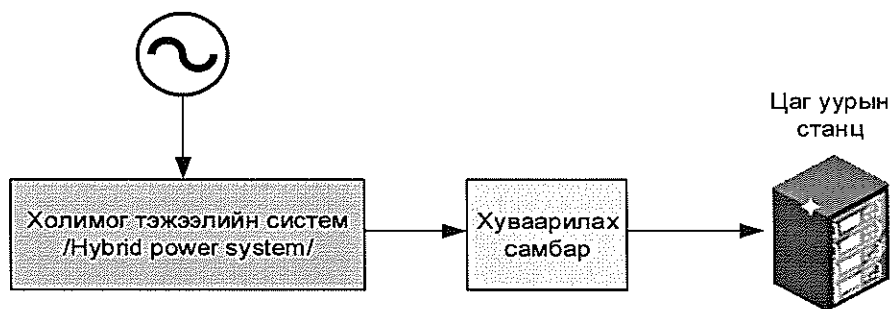 Цаг уурын
станц
Холимог тэжээлийн систем
/Hybrid power system/
Хуваарилах
самбар